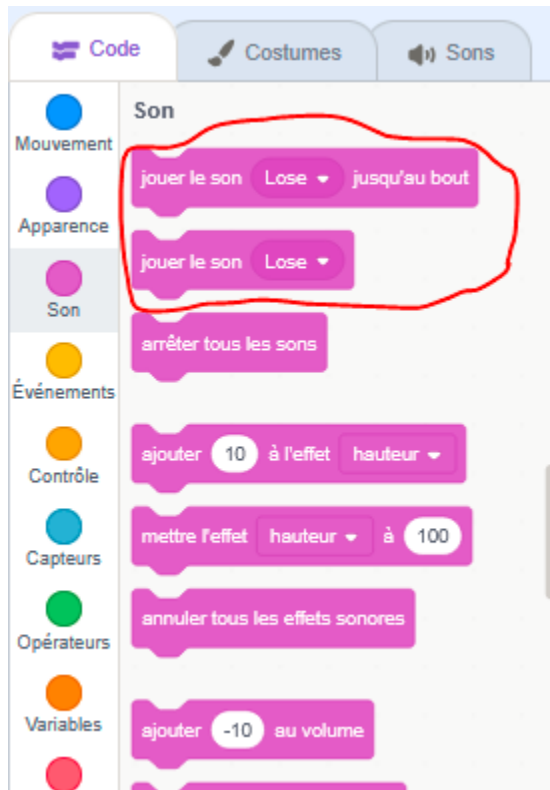 Code Costumes Sons
Mouvement
Apparence
Son
Événements
Contrôle
Capteurs
Opérateurs
Variables
Son
jouer le son Lose jusqu'au bout
jouer le son Lose
arrêter tous les sons
ajouter 10 à l'effet hauteur
mettre l'effet hauteur à 100
annuler tous les effets sonores
ajouter -10 au volume